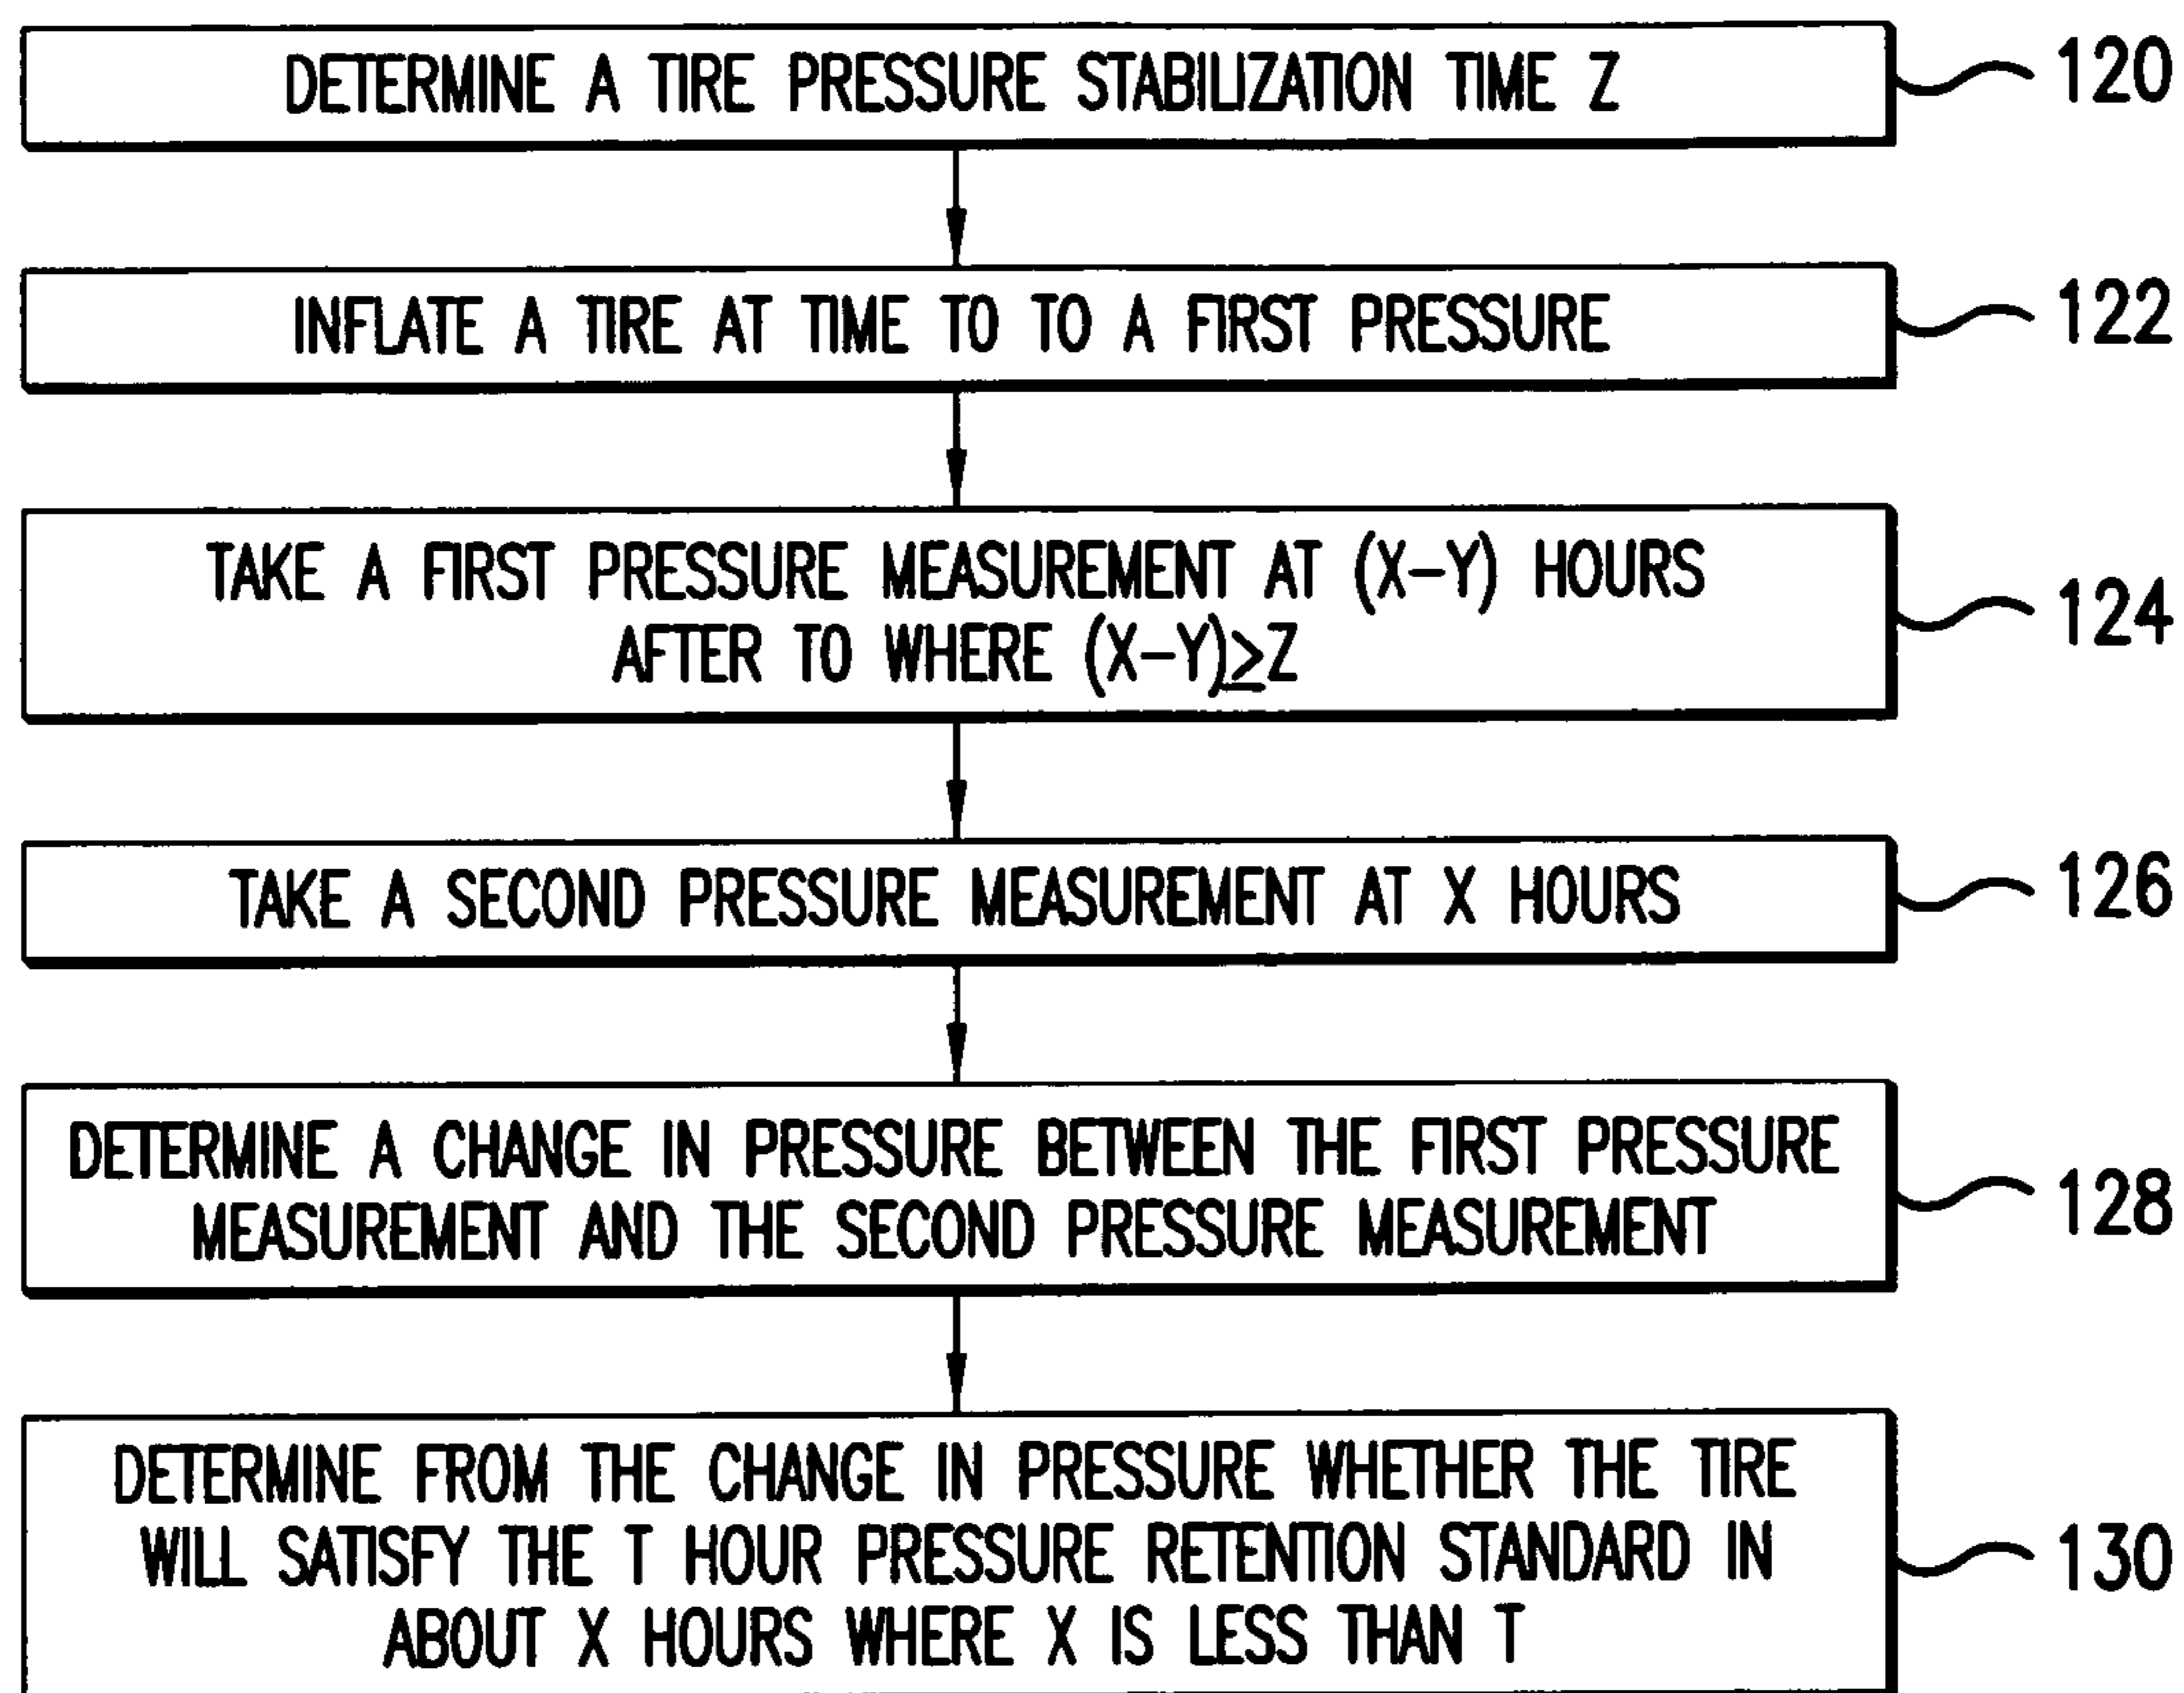 DETERMINE A TIRE PRESSURE STABILIZATION TIME Z
120
INFLATE A TIRE AT TIME TO TO A FIRST PRESSURE
122
TAKE A FIRST PRESSURE MEASUREMENT AT (X-Y) HOURS
AFTER TO WHERE (X-Y)≥Z
124
TAKE A SECOND PRESSURE MEASUREMENT AT X HOURS
126
DETERMINE A CHANGE IN PRESSURE BETWEEN THE FIRST PRESSURE
MEASUREMENT AND THE SECOND PRESSURE MEASUREMENT
128
DETERMINE FROM THE CHANGE IN PRESSURE WHETHER THE TIRE
WILL SATISFY THE T HOUR PRESSURE RETENTION STANDARD IN
ABOUT X HOURS WHERE X IS LESS THAN T
130